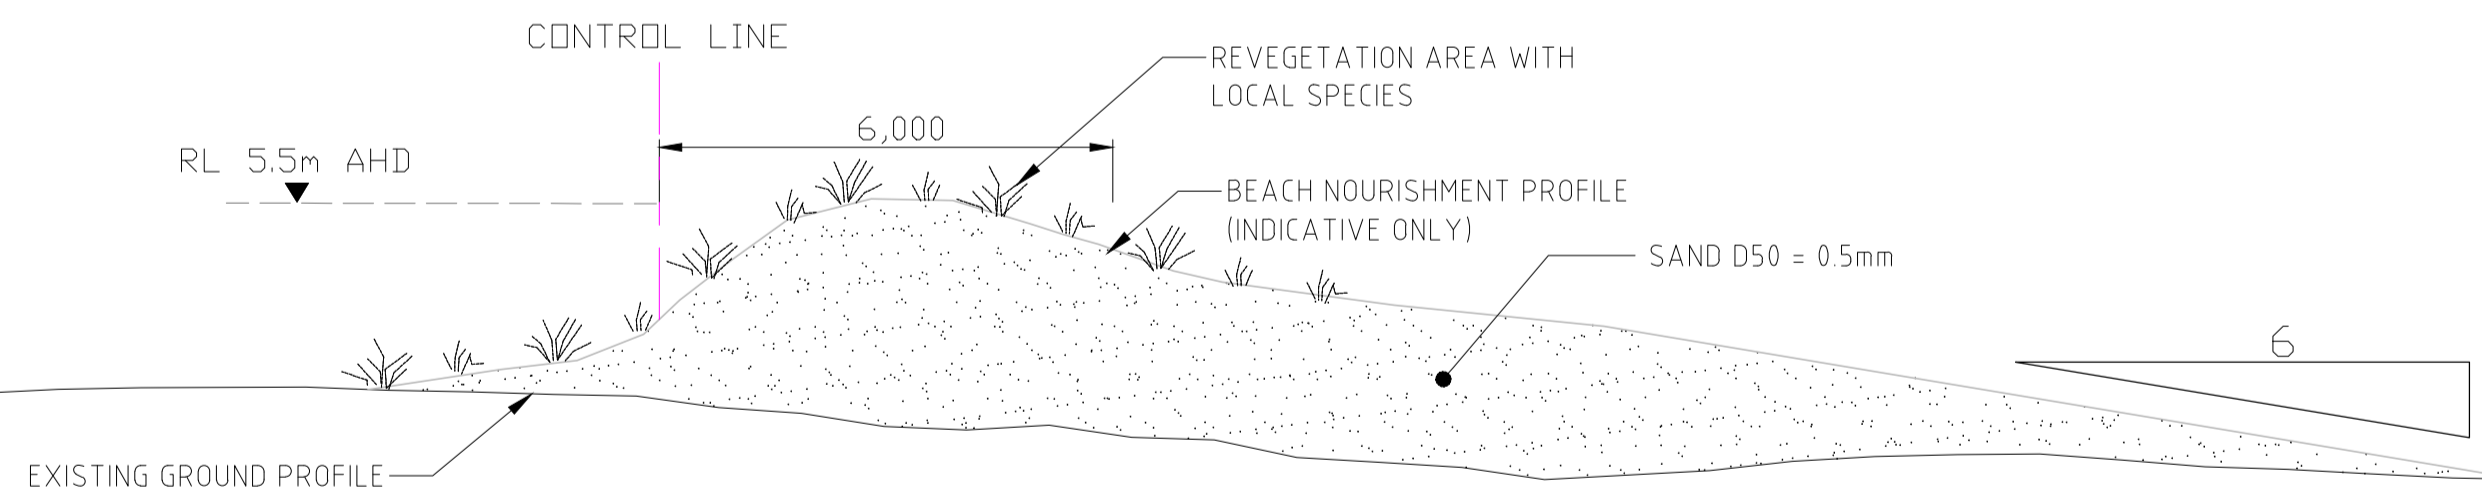 CONTROL LINE
REVEGETATION AREA WITH
LOCAL SPECIES
6,000
RL 5.5m AHD
BEACH NOURISHMENT PROFILE
(INDICATIVE ONLY)
SAND D50 = 0.5mm
6
EXISTING GROUND PROFILE